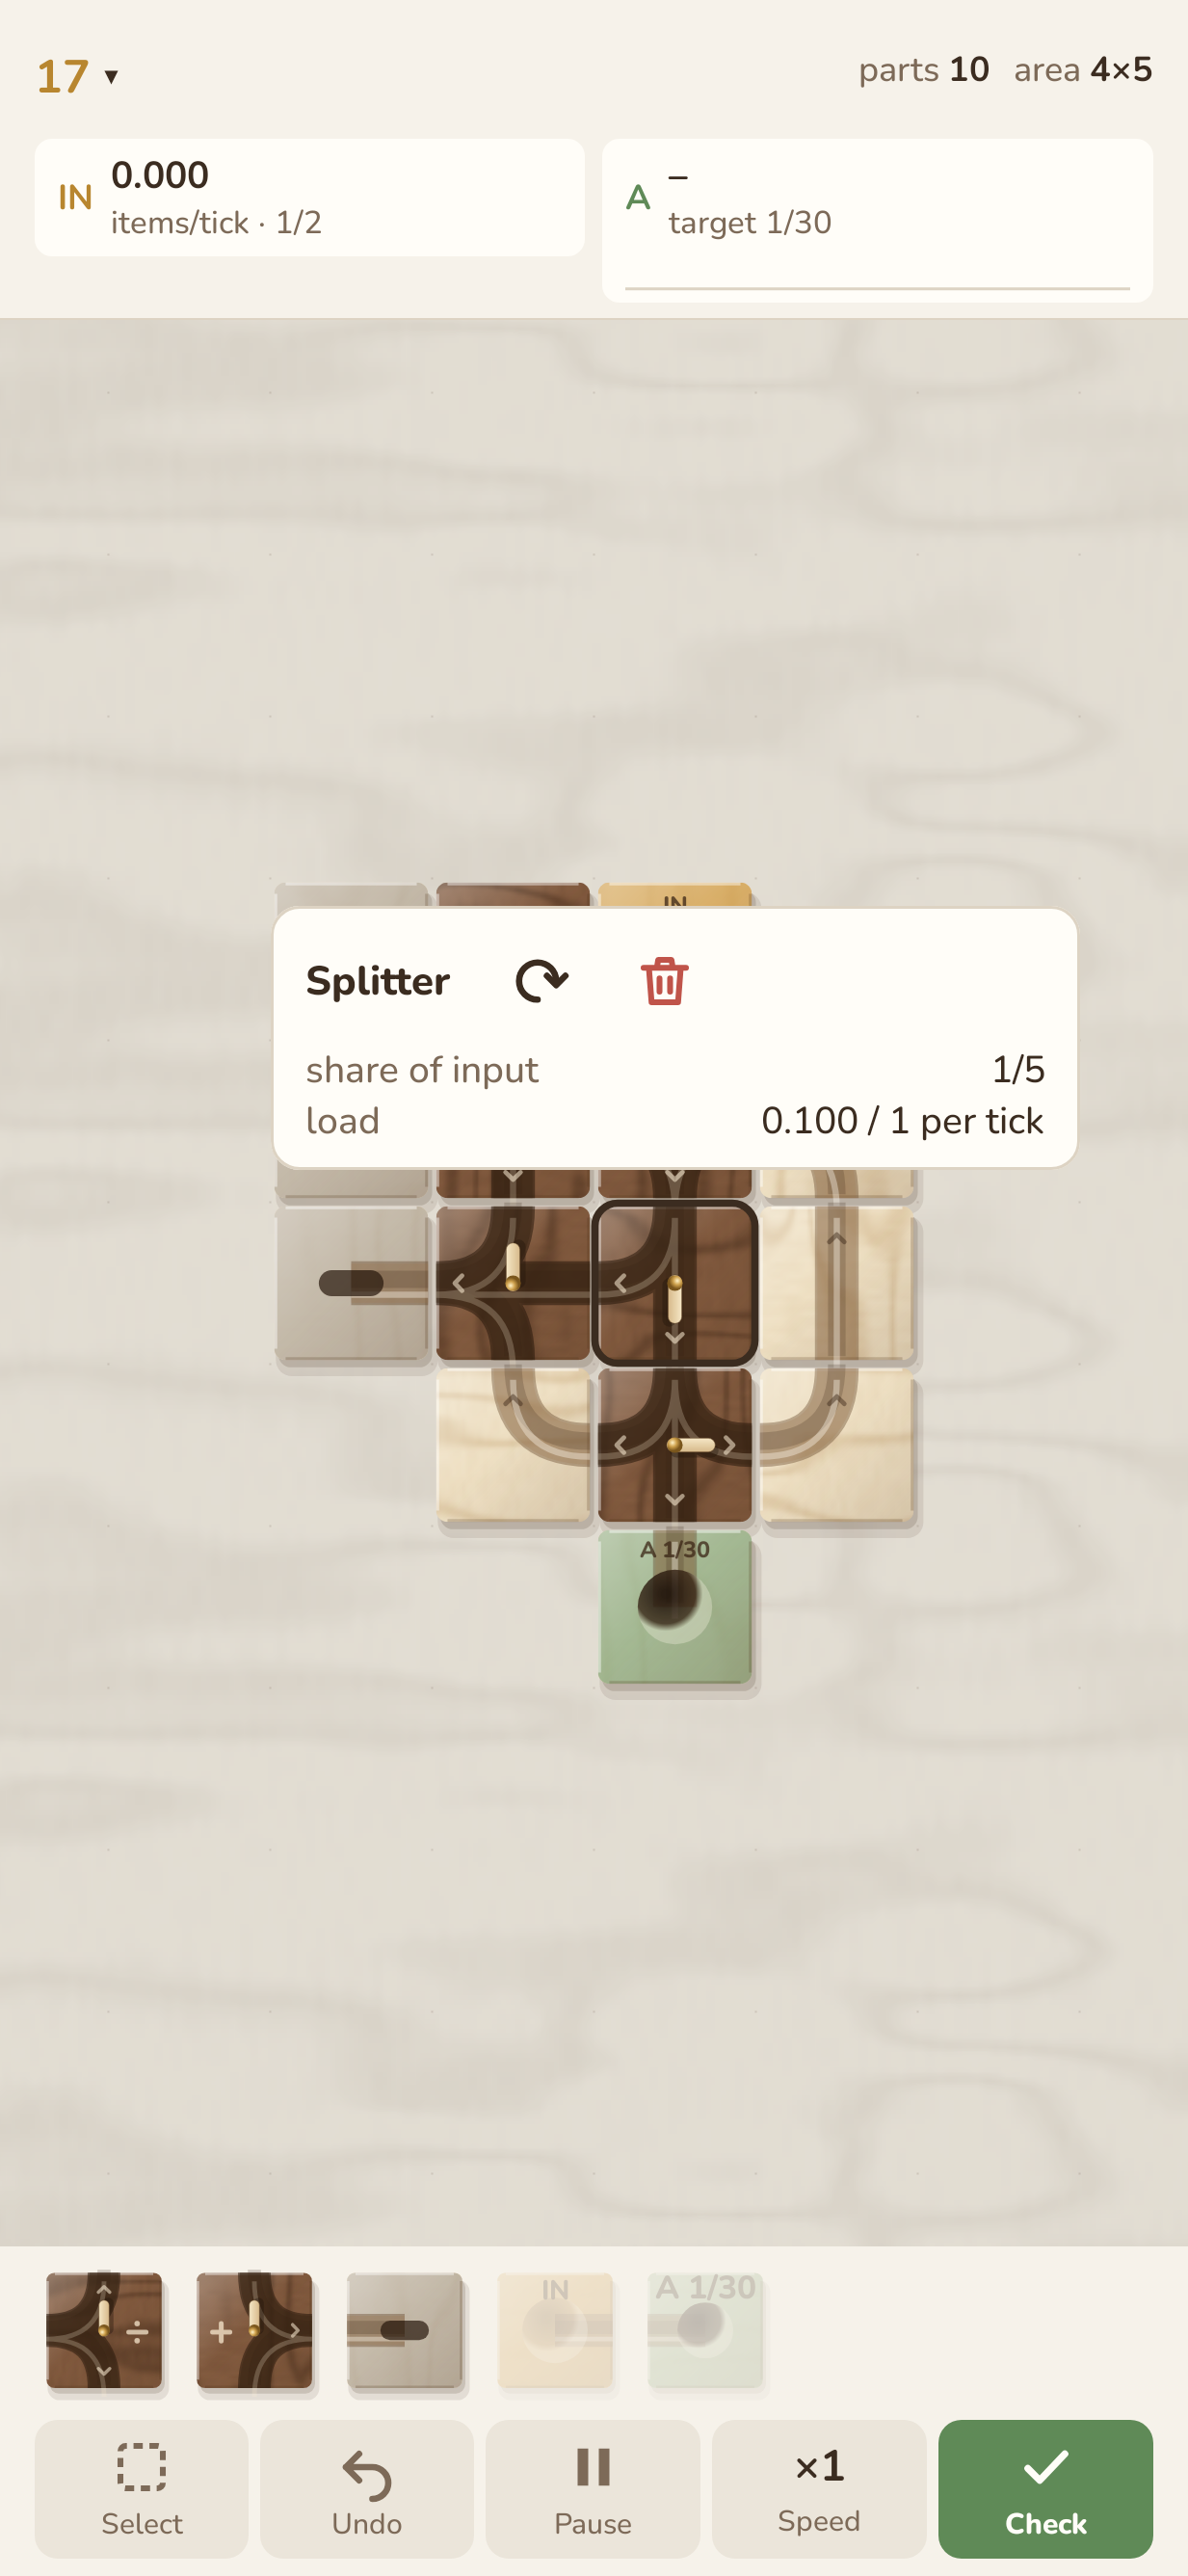 17 ▼
parts 10 area 4×5
IN 0.000
items/tick · 1/2
A –
target 1/30
IN
Splitter
share of input 1/5
load 0.100 / 1 per tick
A 1/30
÷ + IN A 1/30
Select
Undo
Pause
×1
Speed
Check